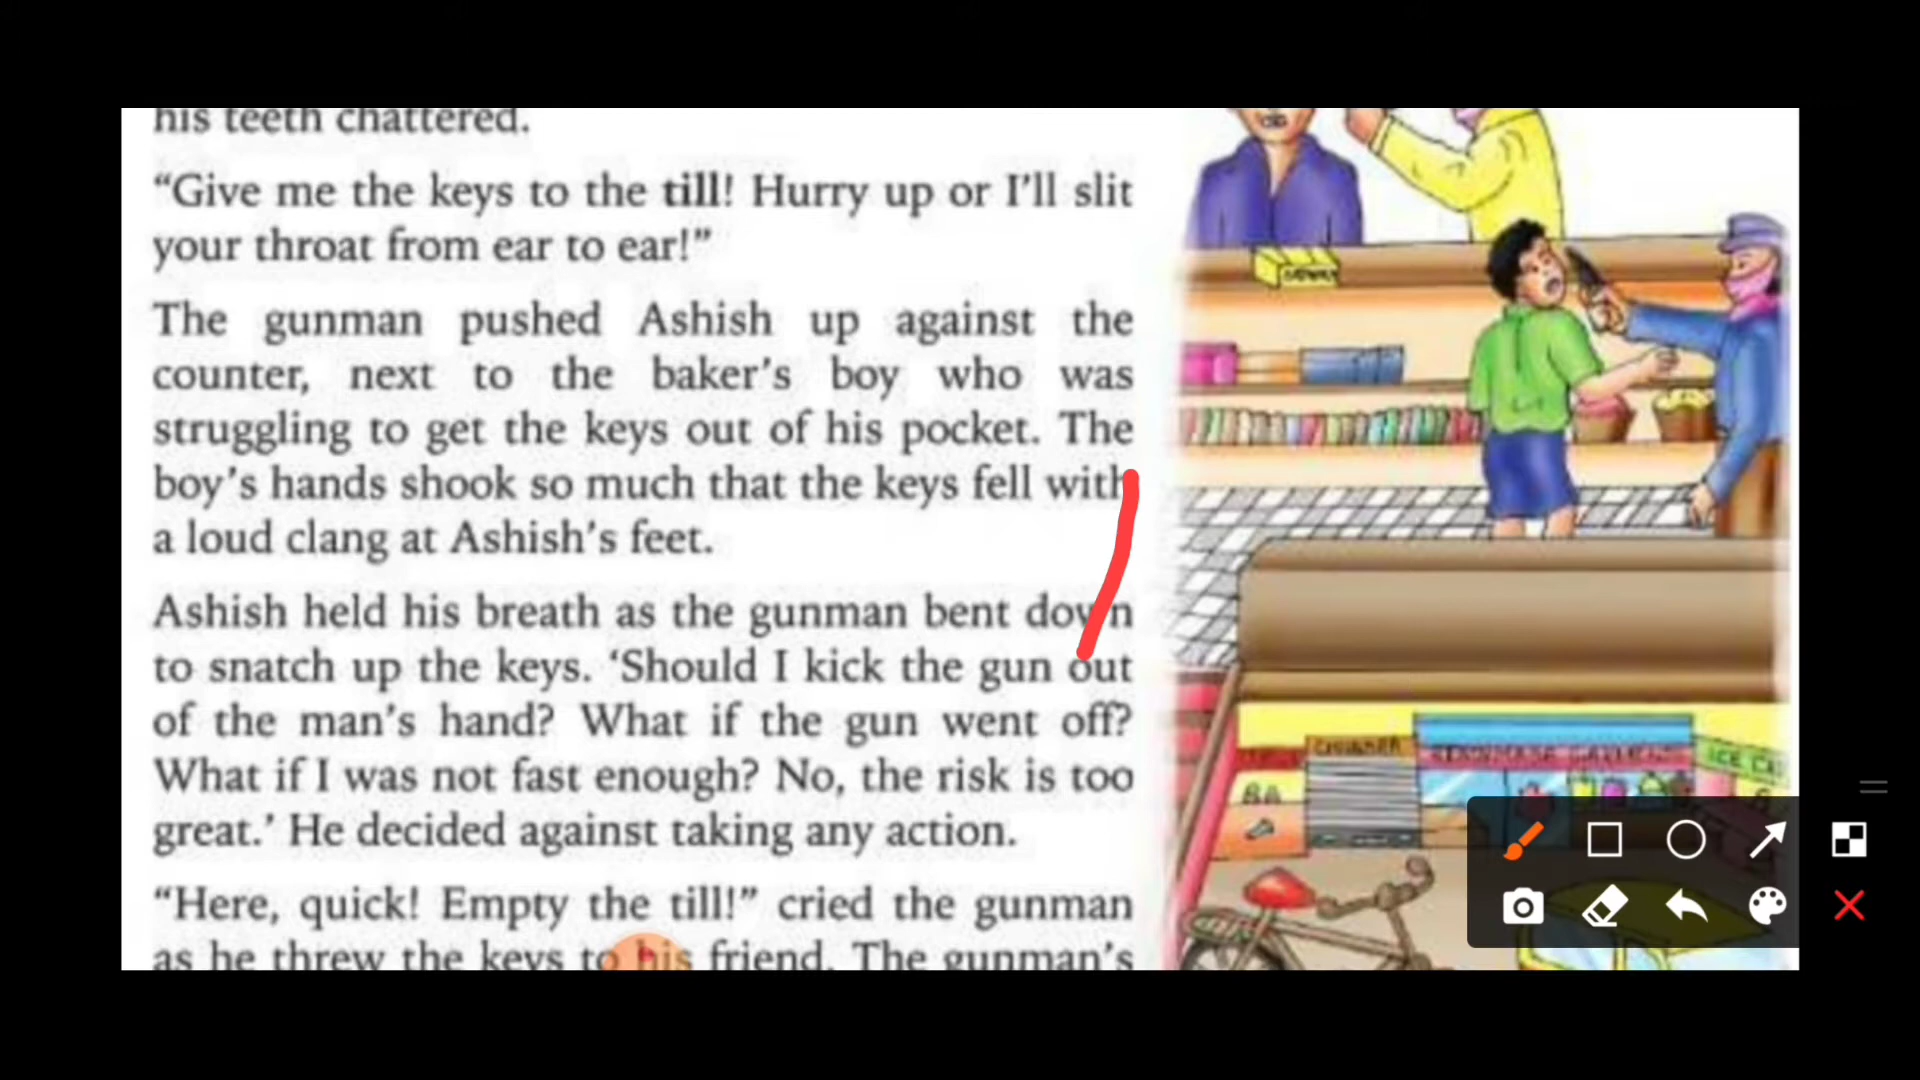 his teeth chattered.
“Give me the keys to the till! Hurry up or I’ll slit
your throat from ear to ear!”
The gunman pushed Ashish up against the
counter, next to the baker’s boy who was
struggling to get the keys out of his pocket. The
boy’s hands shook so much that the keys fell with
a loud clang at Ashish’s feet.
Ashish held his breath as the gunman bent down
to snatch up the keys. ‘Should I kick the gun out
of the man’s hand? What if the gun went off?
What if I was not fast enough? No, the risk is too
great.’ He decided against taking any action.
“Here, quick! Empty the till!” cried the gunman
as he threw the keys to his friend. The gunman’s
ICE
BA